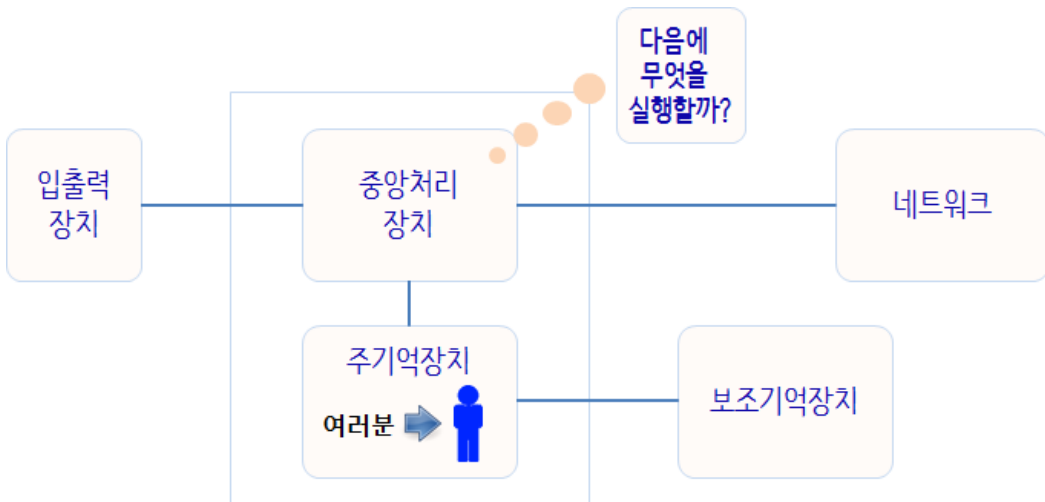 다음에
무엇을
실행할까?
입출력
장치
중앙처리
장치
네트워크
주기억장치
여러분
보조기억장치